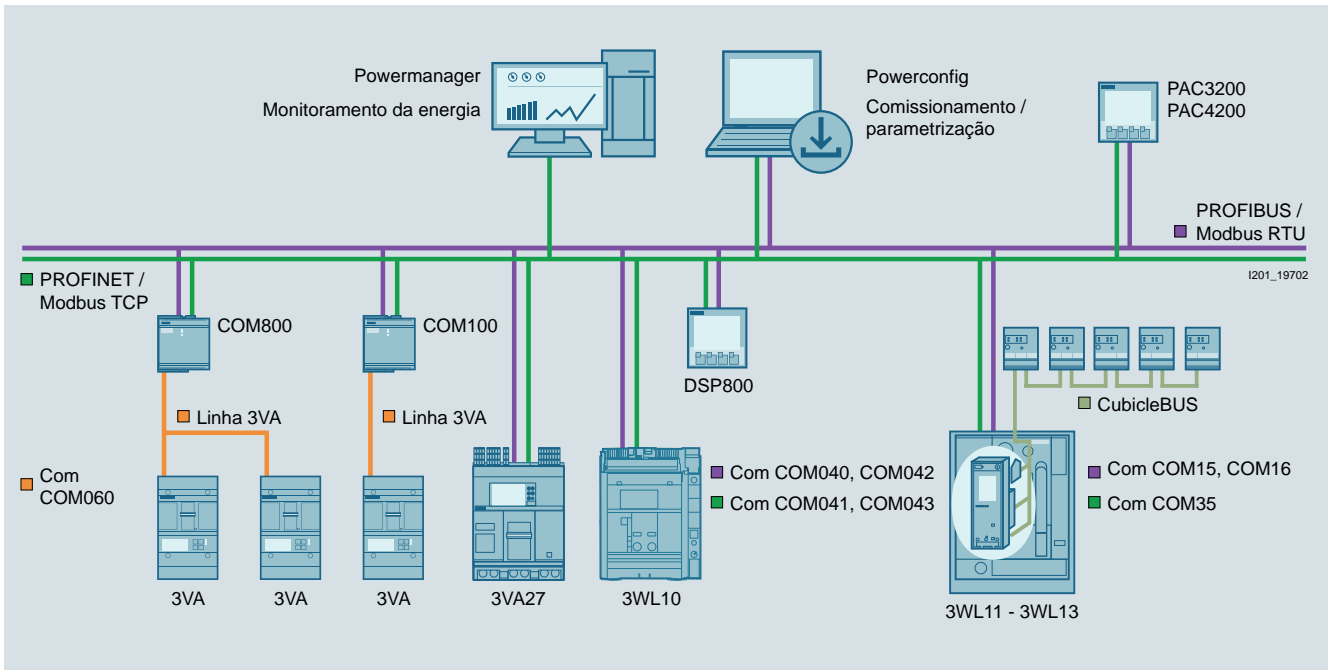 Powermanager
Monitoramento da energia
Powerconfig
Comissionamento /
parametrização
PAC3200
PAC4200
PROFIBUS /
Modbus RTU
I201_19702
PROFINET /
Modbus TCP
COM800
COM100
DSP800
Linha 3VA
Linha 3VA
CubicleBUS
Com
COM060
Com COM040, COM042
Com COM041, COM043
Com COM15, COM16
Com COM35
3VA
3VA
3VA
3VA27
3WL10
3WL11 - 3WL13